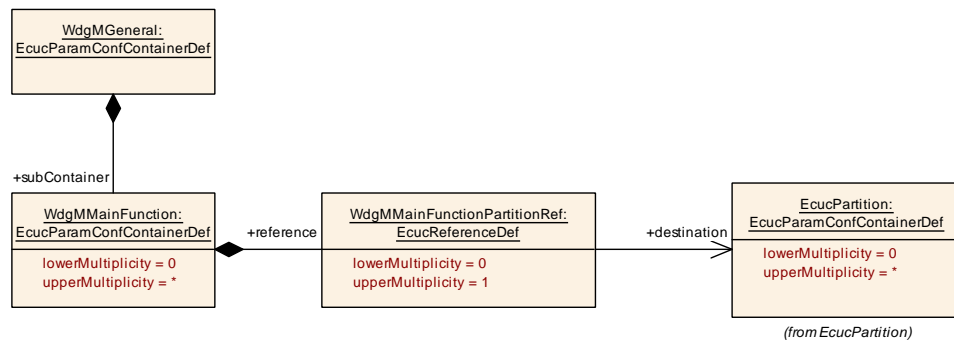 WdgMGeneral:
EcucParamConfContainerDef
+subContainer
WdgMMainFunction:
EcucParamConfContainerDef
lowerMultiplicity = 0
upperMultiplicity = *
+reference
WdgMMainFunctionPartitionRef:
EcucReferenceDef
lowerMultiplicity = 0
upperMultiplicity = 1
+destination
EcucPartition:
EcucParamConfContainerDef
lowerMultiplicity = 0
upperMultiplicity = *
(from EcucPartition)